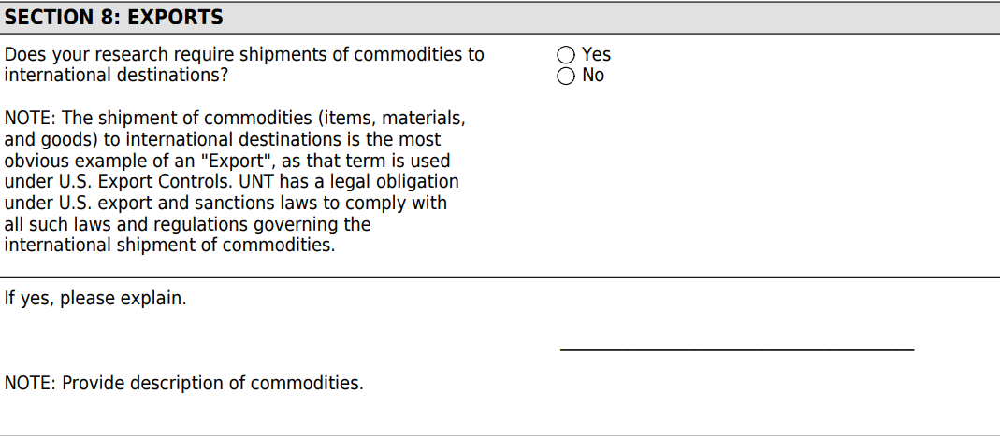 SECTION 8: EXPORTS
Does your research require shipments of commodities to
international destinations?
Yes
No
NOTE: The shipment of commodities (items, materials,
and goods) to international destinations is the most
obvious example of an "Export", as that term is used
under U.S. Export Controls. UNT has a legal obligation
under U.S. export and sanctions laws to comply with
all such laws and regulations governing the
international shipment of commodities.
If yes, please explain.
NOTE: Provide description of commodities.